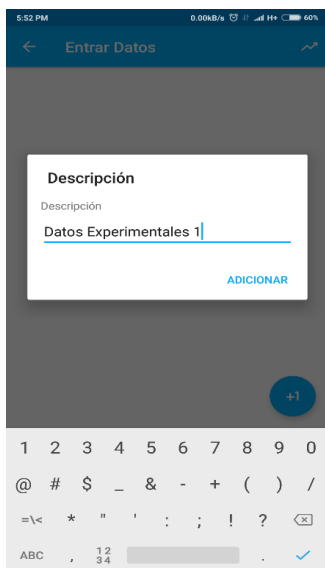 5:52 PM 0.00kB/s H+ 60%
Entrar Datos
Descripción
Descripción
Datos Experimentales 1
ADICIONAR
+1
1 2 3 4 5 6 7 8 9 0
@ # $ _ & - + ( ) /
=\< * " ' : ; ! ?
ABC , 12 34 .